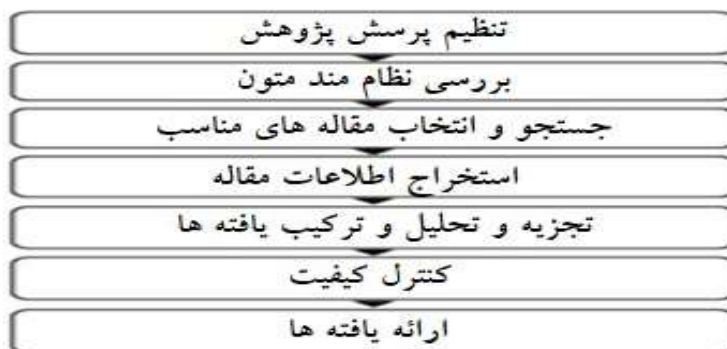 تنظیم پرسش پژوهش
بررسی نظام مند متون
جستجو و انتخاب مقاله های مناسب
استخراج اطلاعات مقاله
تجزیه و تحلیل و ترکیب یافته ها
کنترل کیفیت
ارائه یافته ها